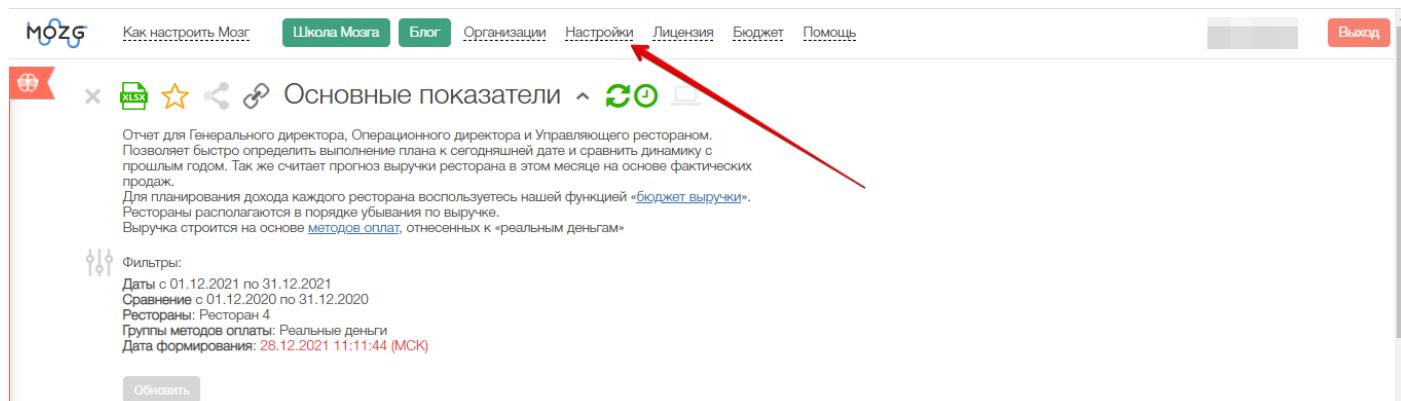 MOZG Как настроить Мозг Школа Мозга Блог Организации Настройки Лицензия Бюджет Помощь Выход
XLSX Основные показатели
Отчет для Генерального директора, Операционного директора и Управляющего рестораном.
Позволяет быстро определить выполнение плана к сегодняшней дате и сравнить динамику с
прошлым годом. Так же считает прогноз выручки ресторана в этом месяце на основе фактических
продаж.
Для планирования дохода каждого ресторана воспользуетесь нашей функцией «бюджет выручки».
Рестораны располагаются в порядке убывания по выручке.
Выручка строится на основе методов оплат, отнесенных к «реальным деньгам»
Фильтры:
Даты с 01.12.2021 по 31.12.2021
Сравнение с 01.12.2020 по 31.12.2020
Рестораны: Ресторан 4
Группы методов оплаты: Реальные деньги
Дата формирования: 28.12.2021 11:11:44 (МСК)
Обновить